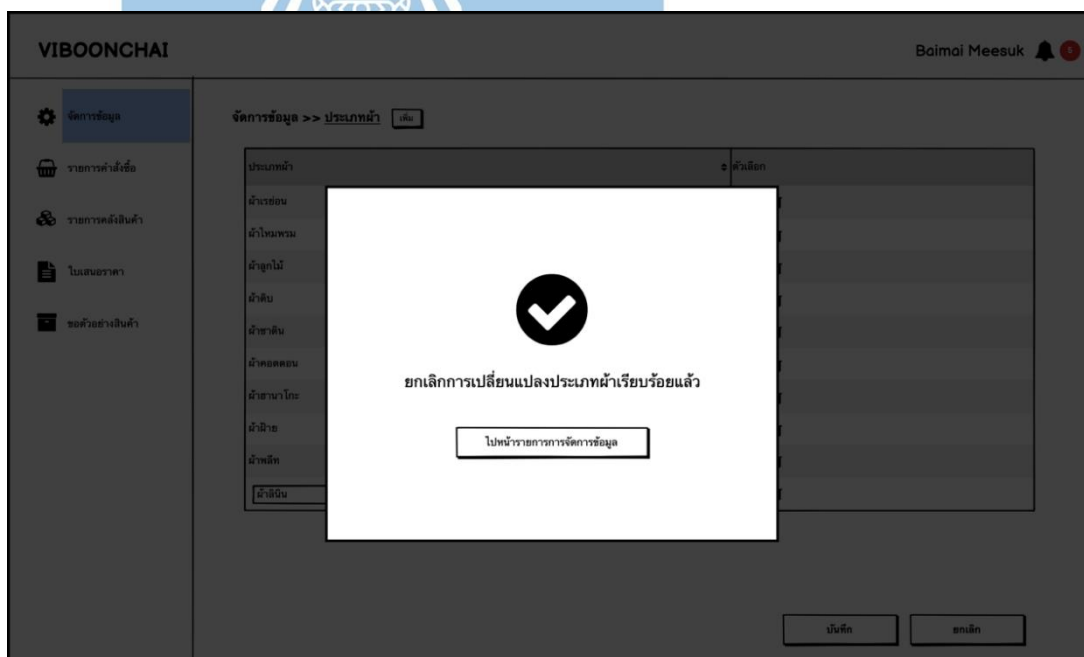 VIBOONCHAI
Baimai Meesuk 5
จัดการข้อมูล
รายการคำสั่งซื้อ
รายการคลังสินค้า
ใบเสนอราคา
ขอตัวอย่างสินค้า
จัดการข้อมูล >> ประเภทผ้า เพิ่ม
ประเภทผ้า ตัวเลือก
ผ้าเรย่อน
ผ้าไหมพรม
ผ้าลูกไม้
ผ้าดิบ
ผ้าซาติน
ผ้าคอตตอน
ผ้าฮานาโกะ
ผ้าฝ้าย
ผ้าพลีท
ผ้าลินิน
ยกเลิกการเปลี่ยนแปลงประเภทผ้าเรียบร้อยแล้ว
ไปหน้ารายการการจัดการข้อมูล
บันทึก ยกเลิก